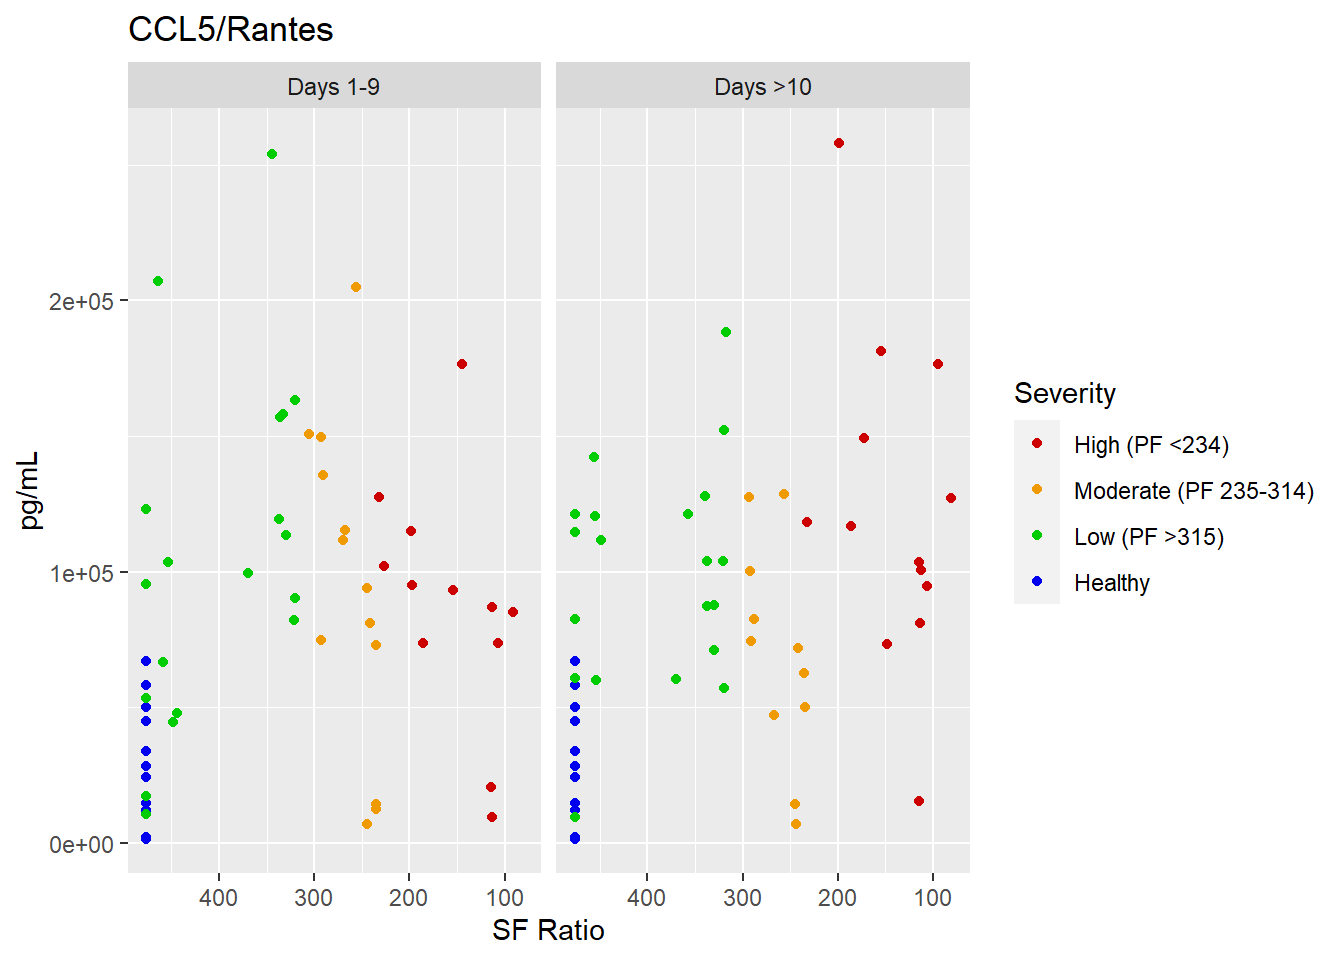 CCL5/Rantes
Days 1-9
Days >10
pg/mL
2e+05
1e+05
0e+00
400 300 200 100
400 300 200 100
SF Ratio
Severity
High (PF <234)
Moderate (PF 235-314)
Low (PF >315)
Healthy